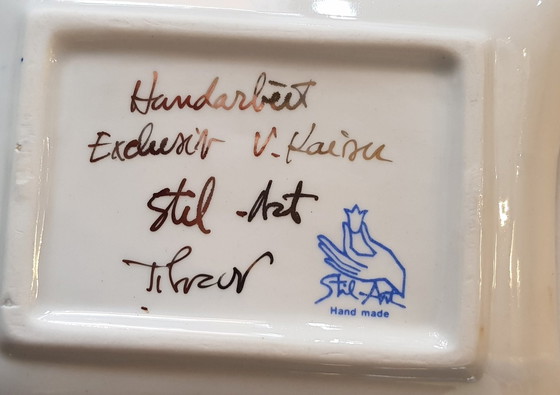 Handarbeit
Exclusiv V. Kaiser
Stil-Art
Stil-Art
Hand made